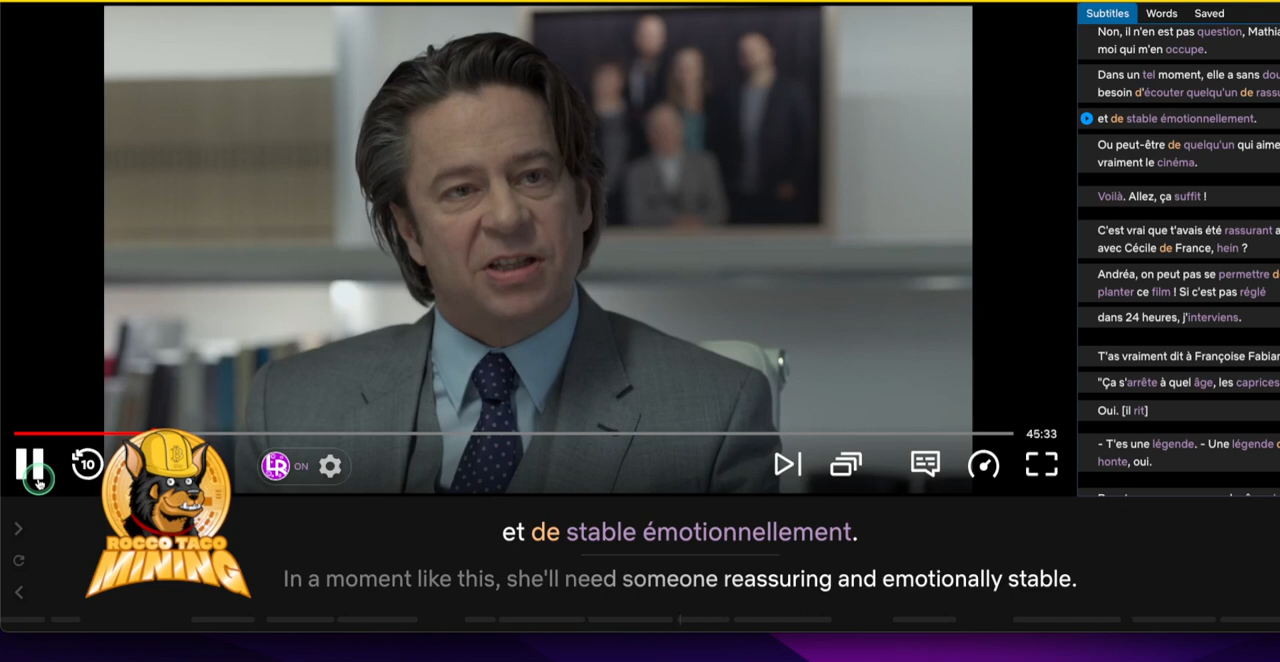 Subtitles Words Saved
Non, il n'en est pas question,
moi qui m'en occupe.
Dans un tel moment, elle a sans
besoin d'écouter quelqu'un de
et de stable émotionnellement.
Ou peut-être de quelqu'un qui aime
vraiment le cinéma.
Voilà. Allez, ça suffit !
C'est vrai que t'avais été rassurant
avec Cécile de France, hein ?
Andréa, on peut pas se permettre
planter ce film ! Si c'est pas réglé
dans 24 heures, j'interviens.
T'as vraiment dit à Françoise
"Ça s'arrête à quel âge, les caprices
Oui. [il rit]
- T'es une légende. - Une légende
honte, oui.
45:33
10
LR ON
ROCCO TACO
MINING
et de stable émotionnellement.
In a moment like this, she'll need someone reassuring and emotionally stable.